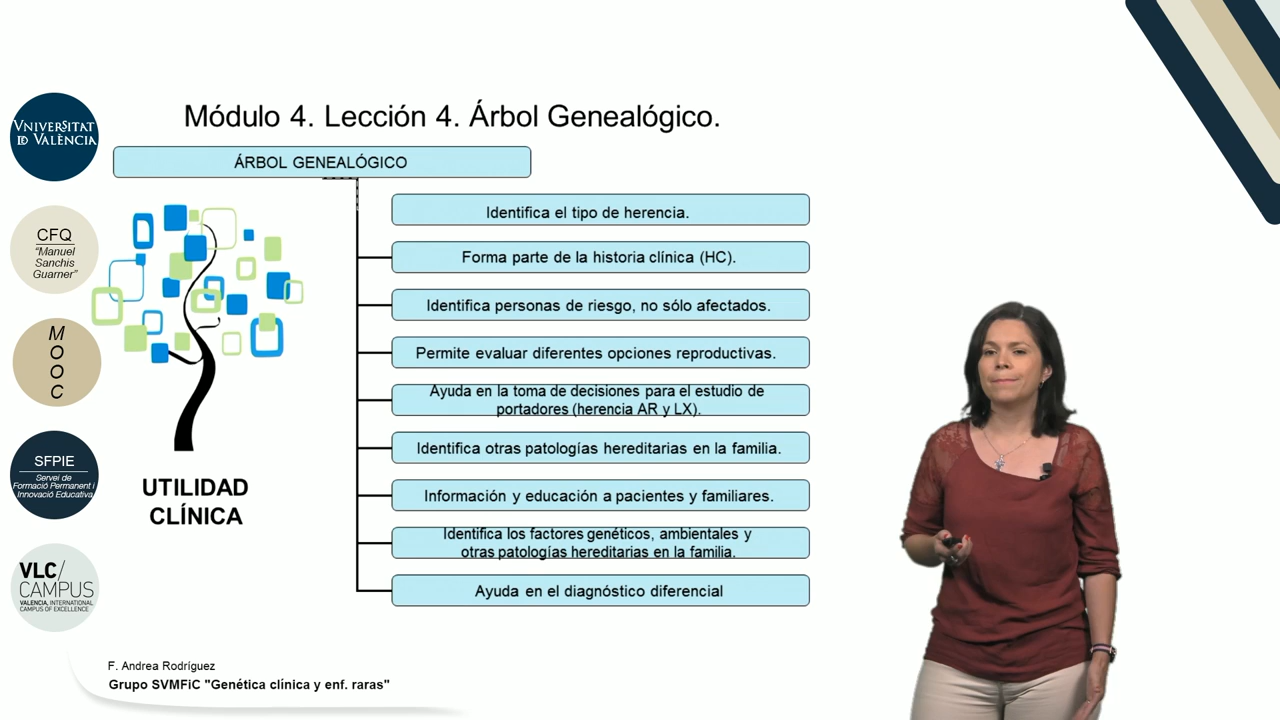 Módulo 4. Lección 4. Árbol Genealógico.
VNIVERSITAT
ID VALÈNCIA
ÁRBOL GENEALÓGICO
Identifica el tipo de herencia.
CFQ
“Manuel
Sanchis
Guarner”
Forma parte de la historia clínica (HC).
Identifica personas de riesgo, no sólo afectados.
M
O
O
C
Permite evaluar diferentes opciones reproductivas.
Ayuda en la toma de decisiones para el estudio de
portadores (herencia AR y LX).
Identifica otras patologías hereditarias en la familia.
SFPIE
Servei de
Formació Permanent i
Innovació Educativa
UTILIDAD
CLÍNICA
Información y educación a pacientes y familiares.
Identifica los factores genéticos, ambientales y
otras patologías hereditarias en la familia.
VLC/
CAMPUS
VALENCIA, INTERNATIONAL
CAMPUS OF EXCELLENCE
Ayuda en el diagnóstico diferencial
F. Andrea Rodríguez
Grupo SVMFiC "Genética clínica y enf. raras"